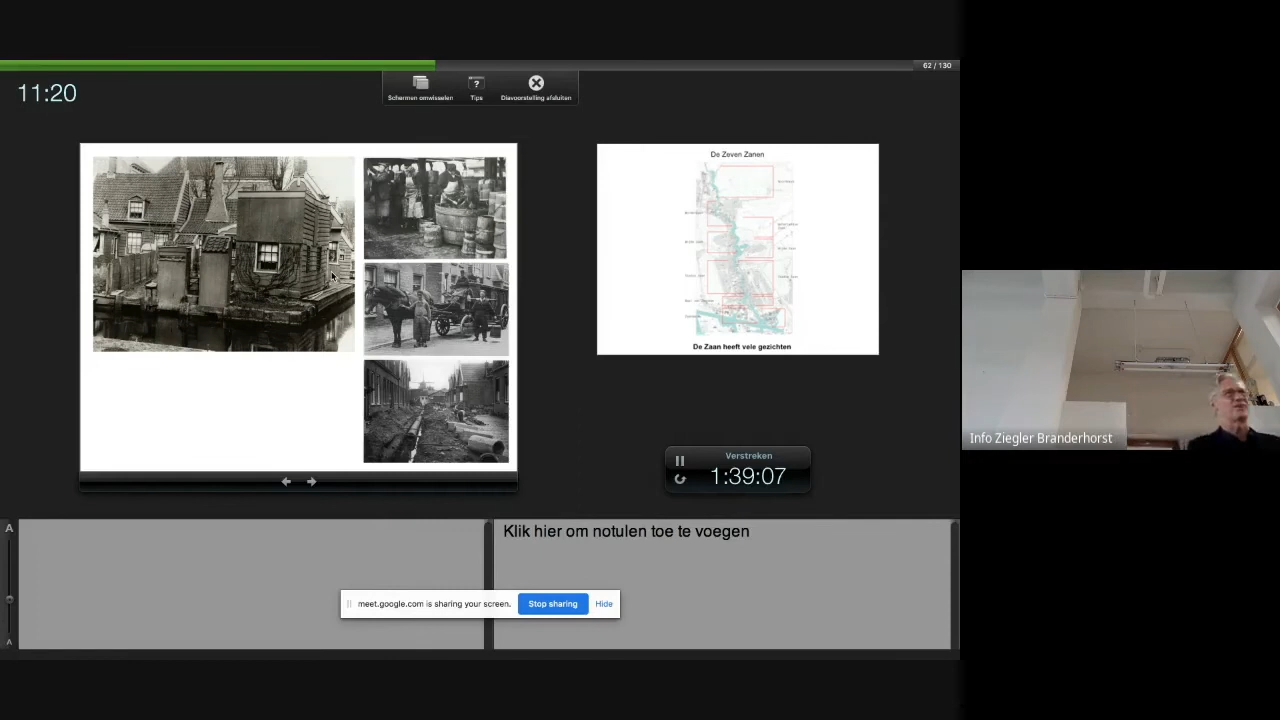 62 / 130
11:20
Schermen omwisselen
Tips
Diavoorstelling afsluiten
De Zeven Zanen
De Zaan heeft vele gezichten
Info Ziegler Branderhorst
Verstreken
1:39:07
A
A
Klik hier om notulen toe te voegen
meet.google.com is sharing your screen.
Stop sharing
Hide